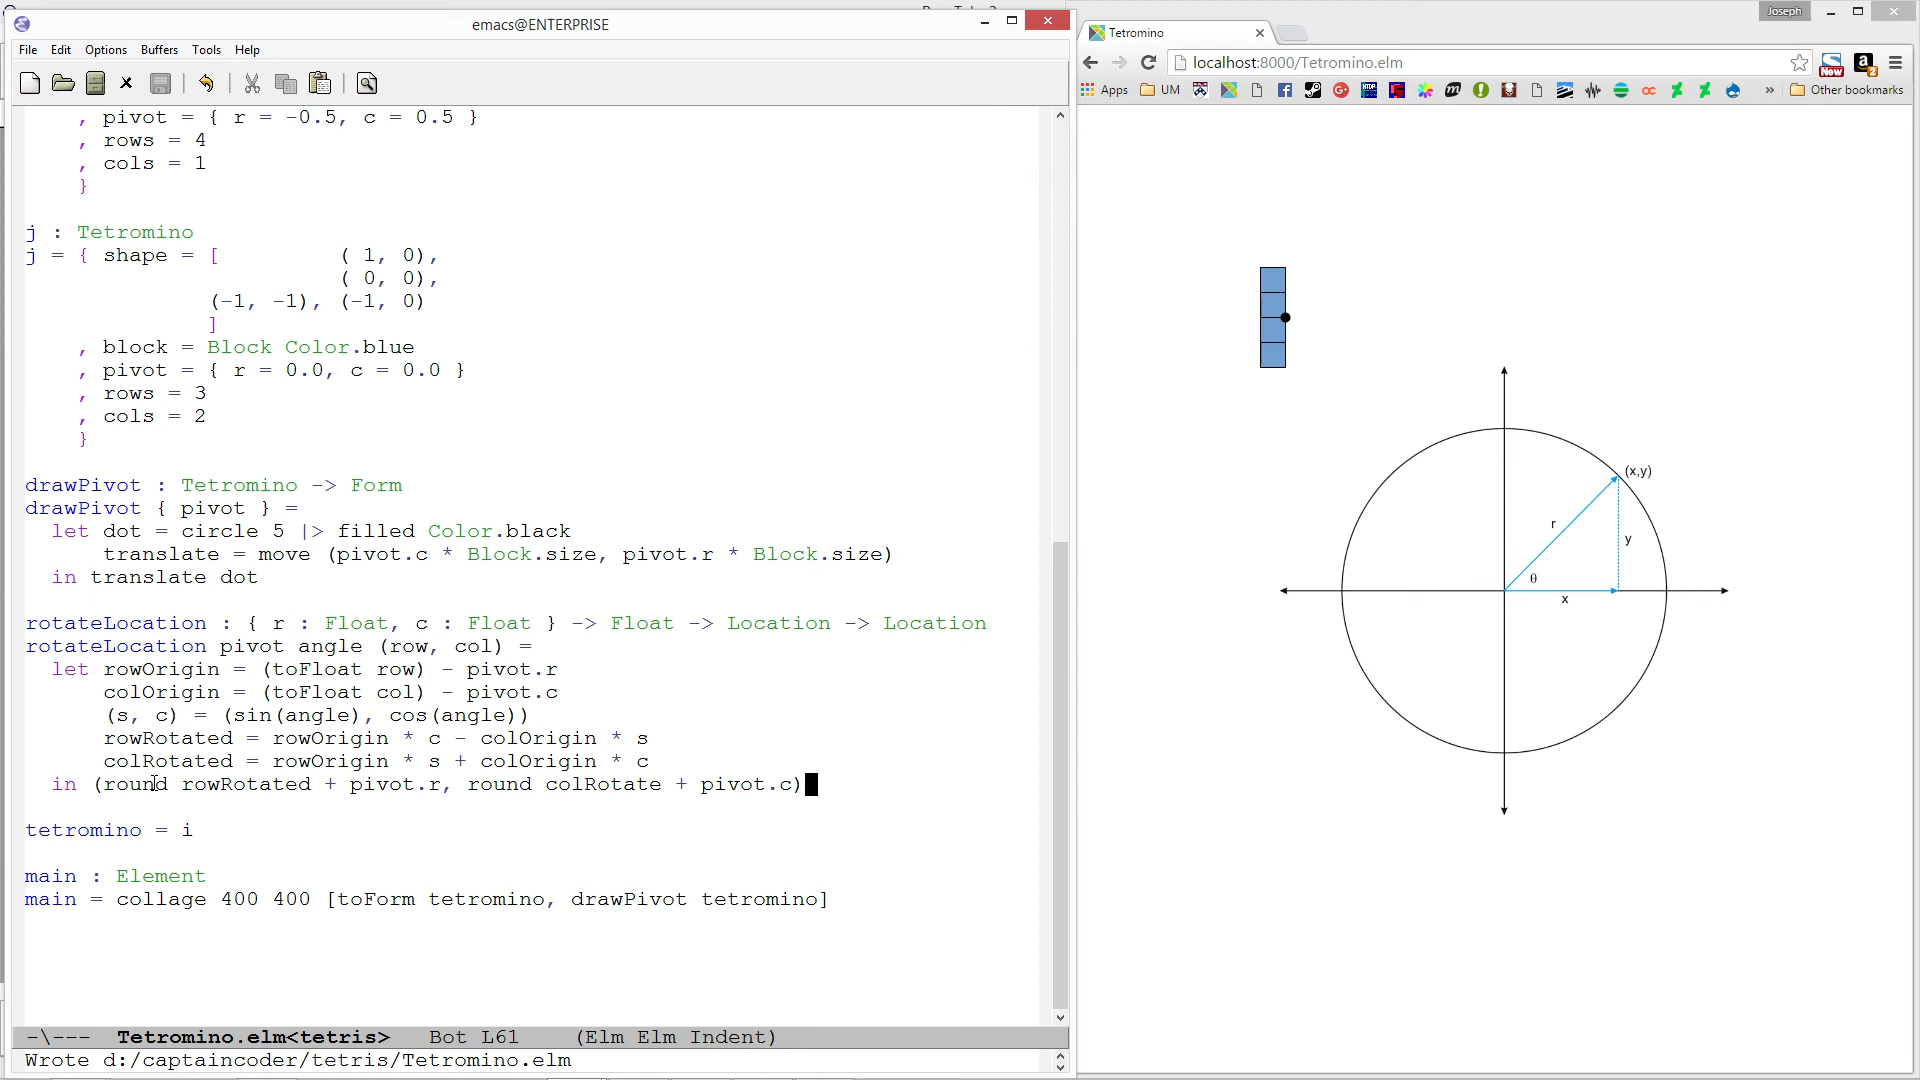 emacs@ENTERPRISE
File Edit Options Buffers Tools Help
, pivot = { r = -0.5, c = 0.5 }
, rows = 4
, cols = 1
}
j : Tetromino
j = { shape = [ ( 1, 0),
( 0, 0),
(-1, -1), (-1, 0)
]
, block = Block Color.blue
, pivot = { r = 0.0, c = 0.0 }
, rows = 3
, cols = 2
}
drawPivot : Tetromino -> Form
drawPivot { pivot } =
let dot = circle 5 |> filled Color.black
translate = move (pivot.c * Block.size, pivot.r * Block.size)
in translate dot
rotateLocation : { r : Float, c : Float } -> Float -> Location -> Location
rotateLocation pivot angle (row, col) =
let rowOrigin = (toFloat row) - pivot.r
colOrigin = (toFloat col) - pivot.c
(s, c) = (sin(angle), cos(angle))
rowRotated = rowOrigin * c - colOrigin * s
colRotated = rowOrigin * s + colOrigin * c
in (round rowRotated + pivot.r, round colRotate + pivot.c)
tetromino = i
main : Element
main = collage 400 400 [toForm tetromino, drawPivot tetromino]
-\--- Tetromino.elm<tetris> Bot L61 (Elm Elm Indent)
Wrote d:/captaincoder/tetris/Tetromino.elm
Joseph
Tetromino
localhost:8000/Tetromino.elm
New
a
2
Apps UM » Other bookmarks
(x,y)
r
y
θ
x